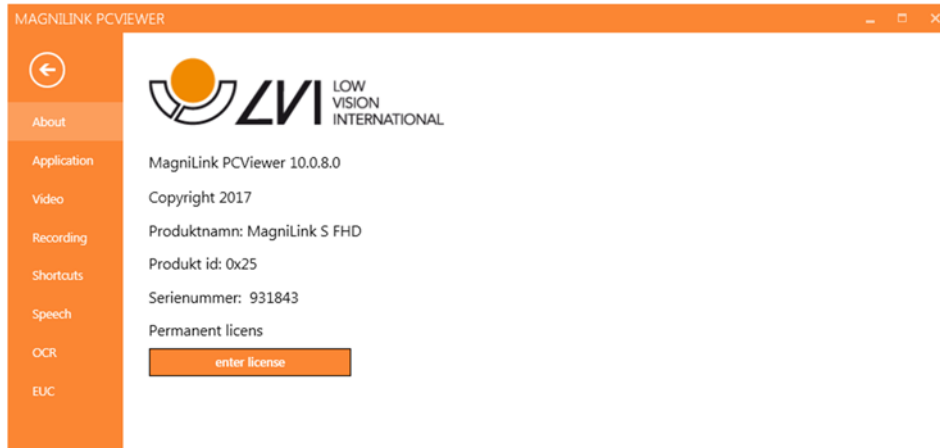 MAGNILINK PCVIEWER
About
Application
Video
Recording
Shortcuts
Speech
OCR
EUC
LVI LOW
VISION
INTERNATIONAL
MagniLink PCViewer 10.0.8.0
Copyright 2017
Produktnamn: MagniLink S FHD
Produkt id: 0x25
Serienummer: 931843
Permanent licens
enter license